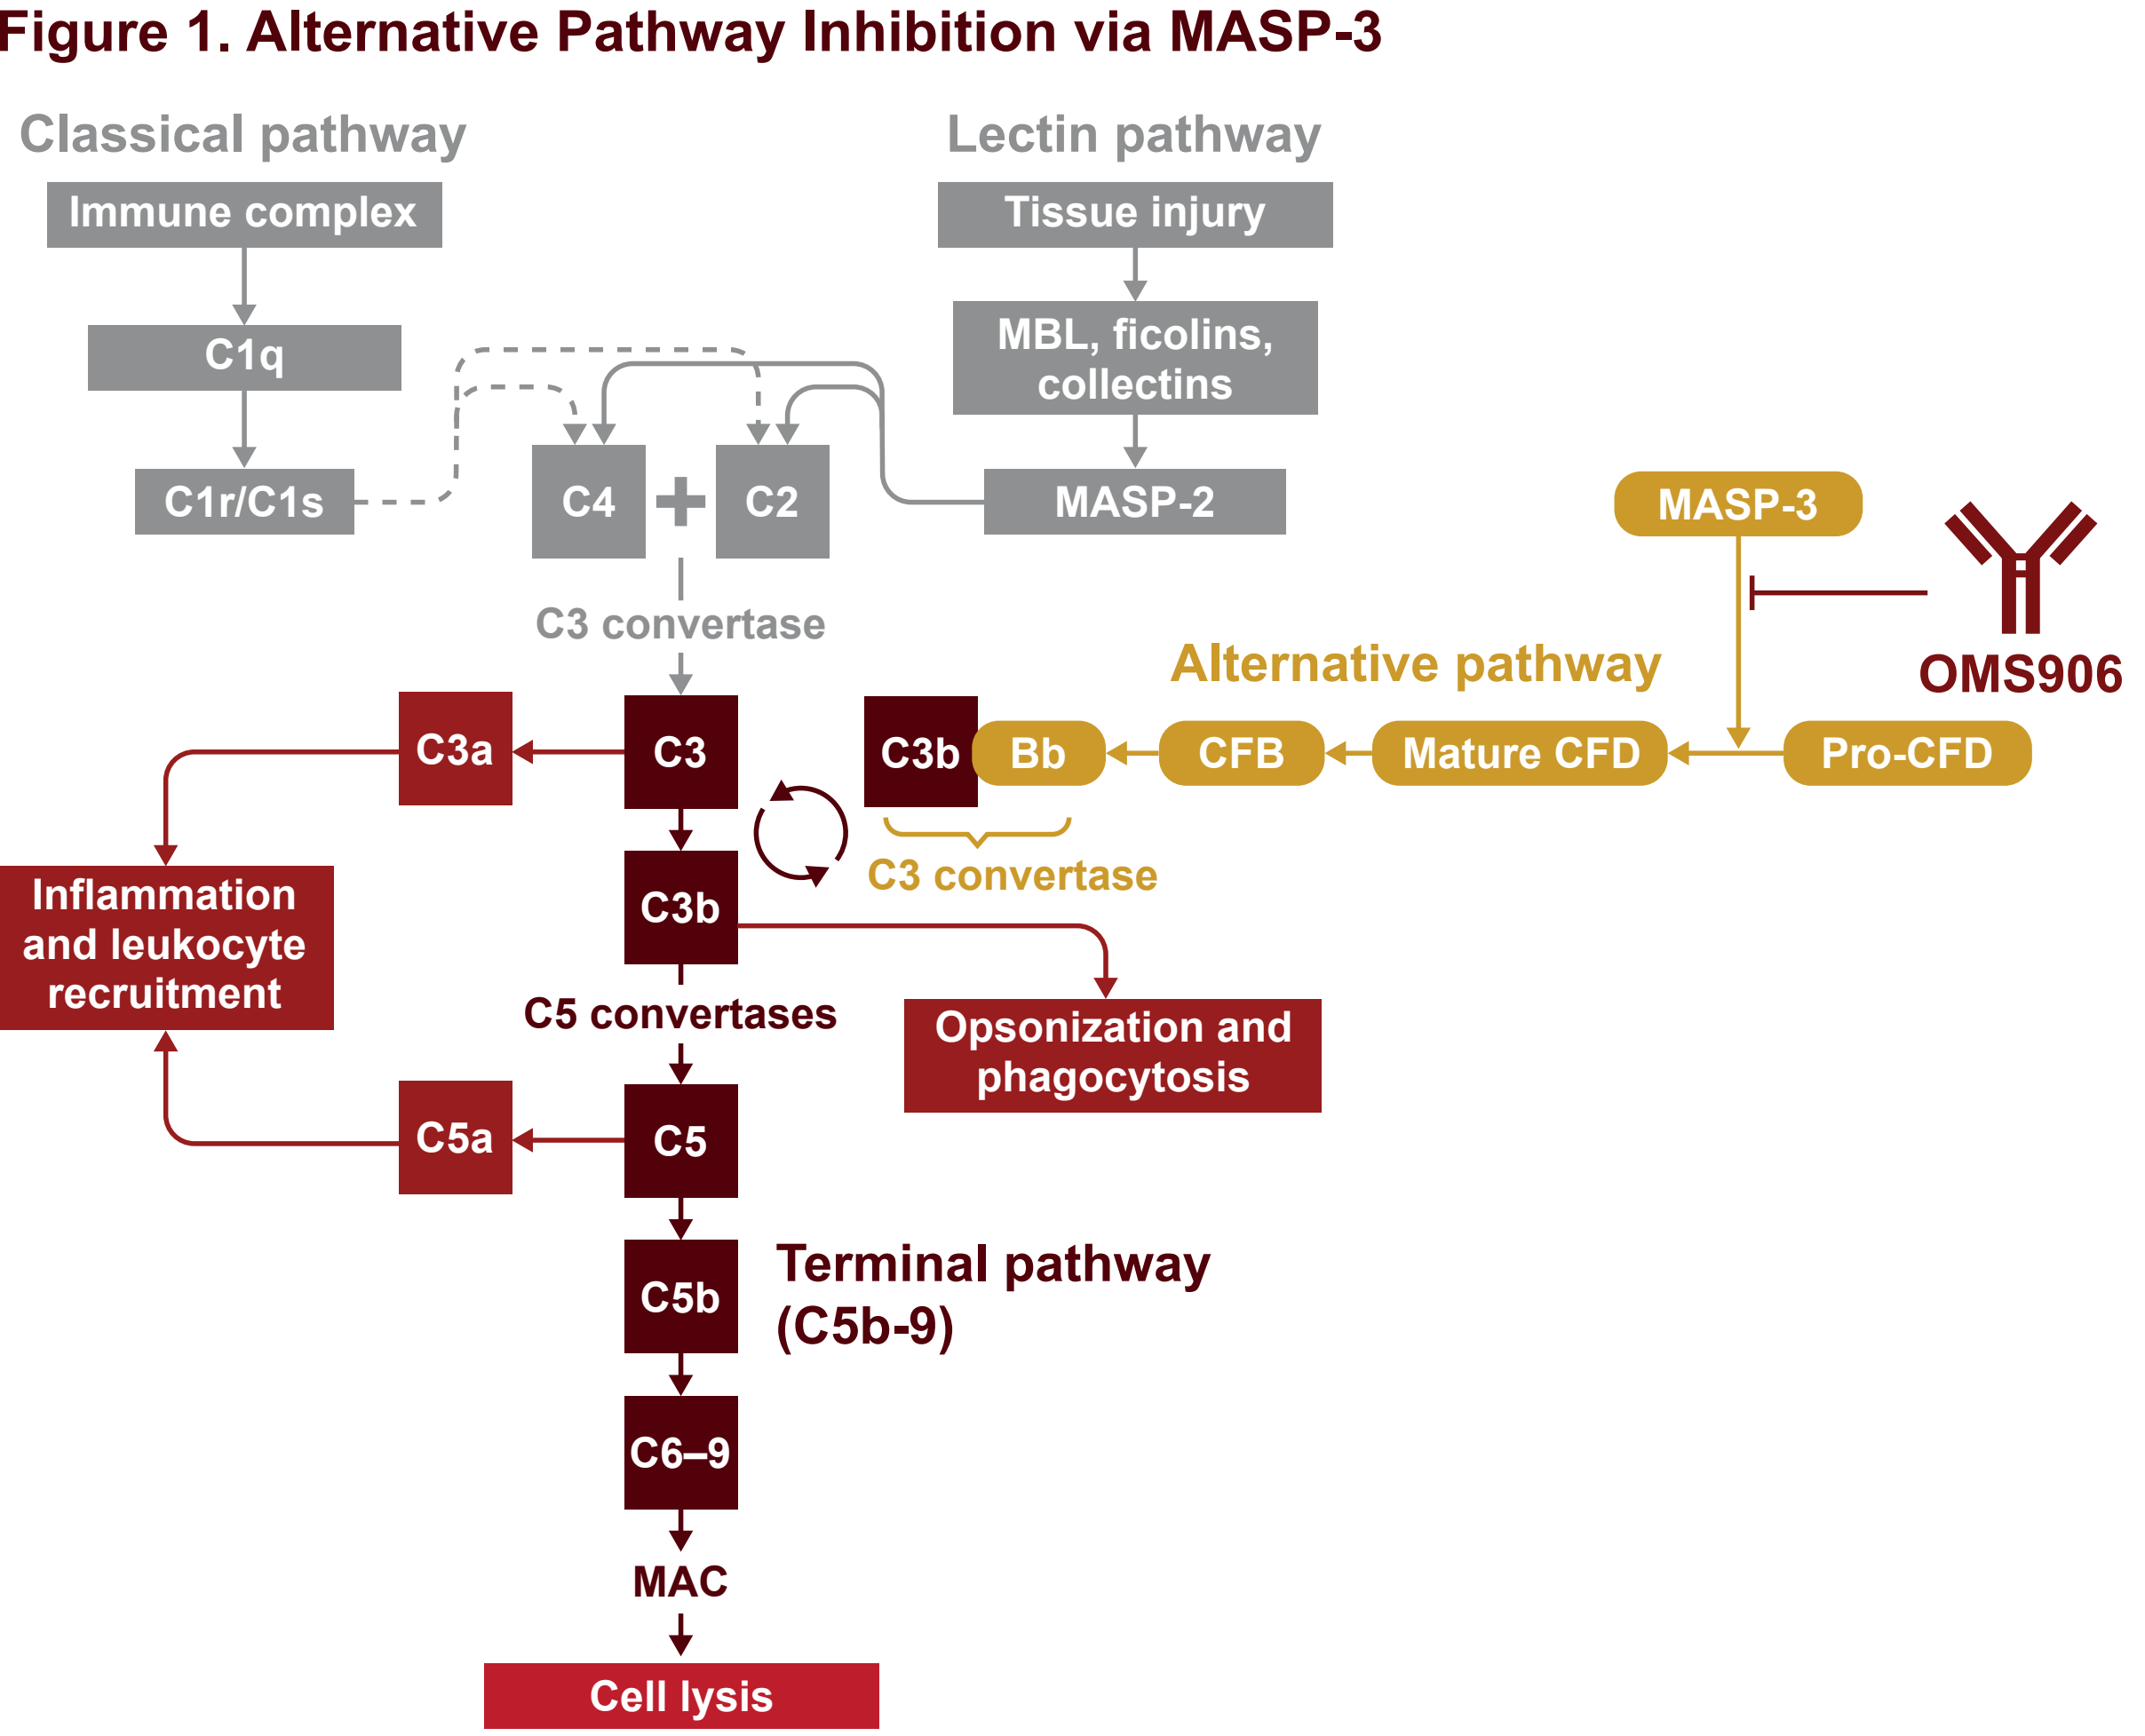 Figure 1. Alternative Pathway Inhibition via MASP-3
Classical pathway
Lectin pathway
Immune complex
Tissue injury
C1q
MBL, ficolins,
collectins
C1r/C1s
C4
+
C2
MASP-2
MASP-3
C3 convertase
Alternative pathway
OMS906
C3a
C3
C3b
Bb
CFB
Mature CFD
Pro-CFD
C3 convertase
Inflammation
and leukocyte
recruitment
C3b
C5 convertases
Opsonization and
phagocytosis
C5a
C5
C5b
Terminal pathway
(C5b-9)
C6–9
MAC
Cell lysis